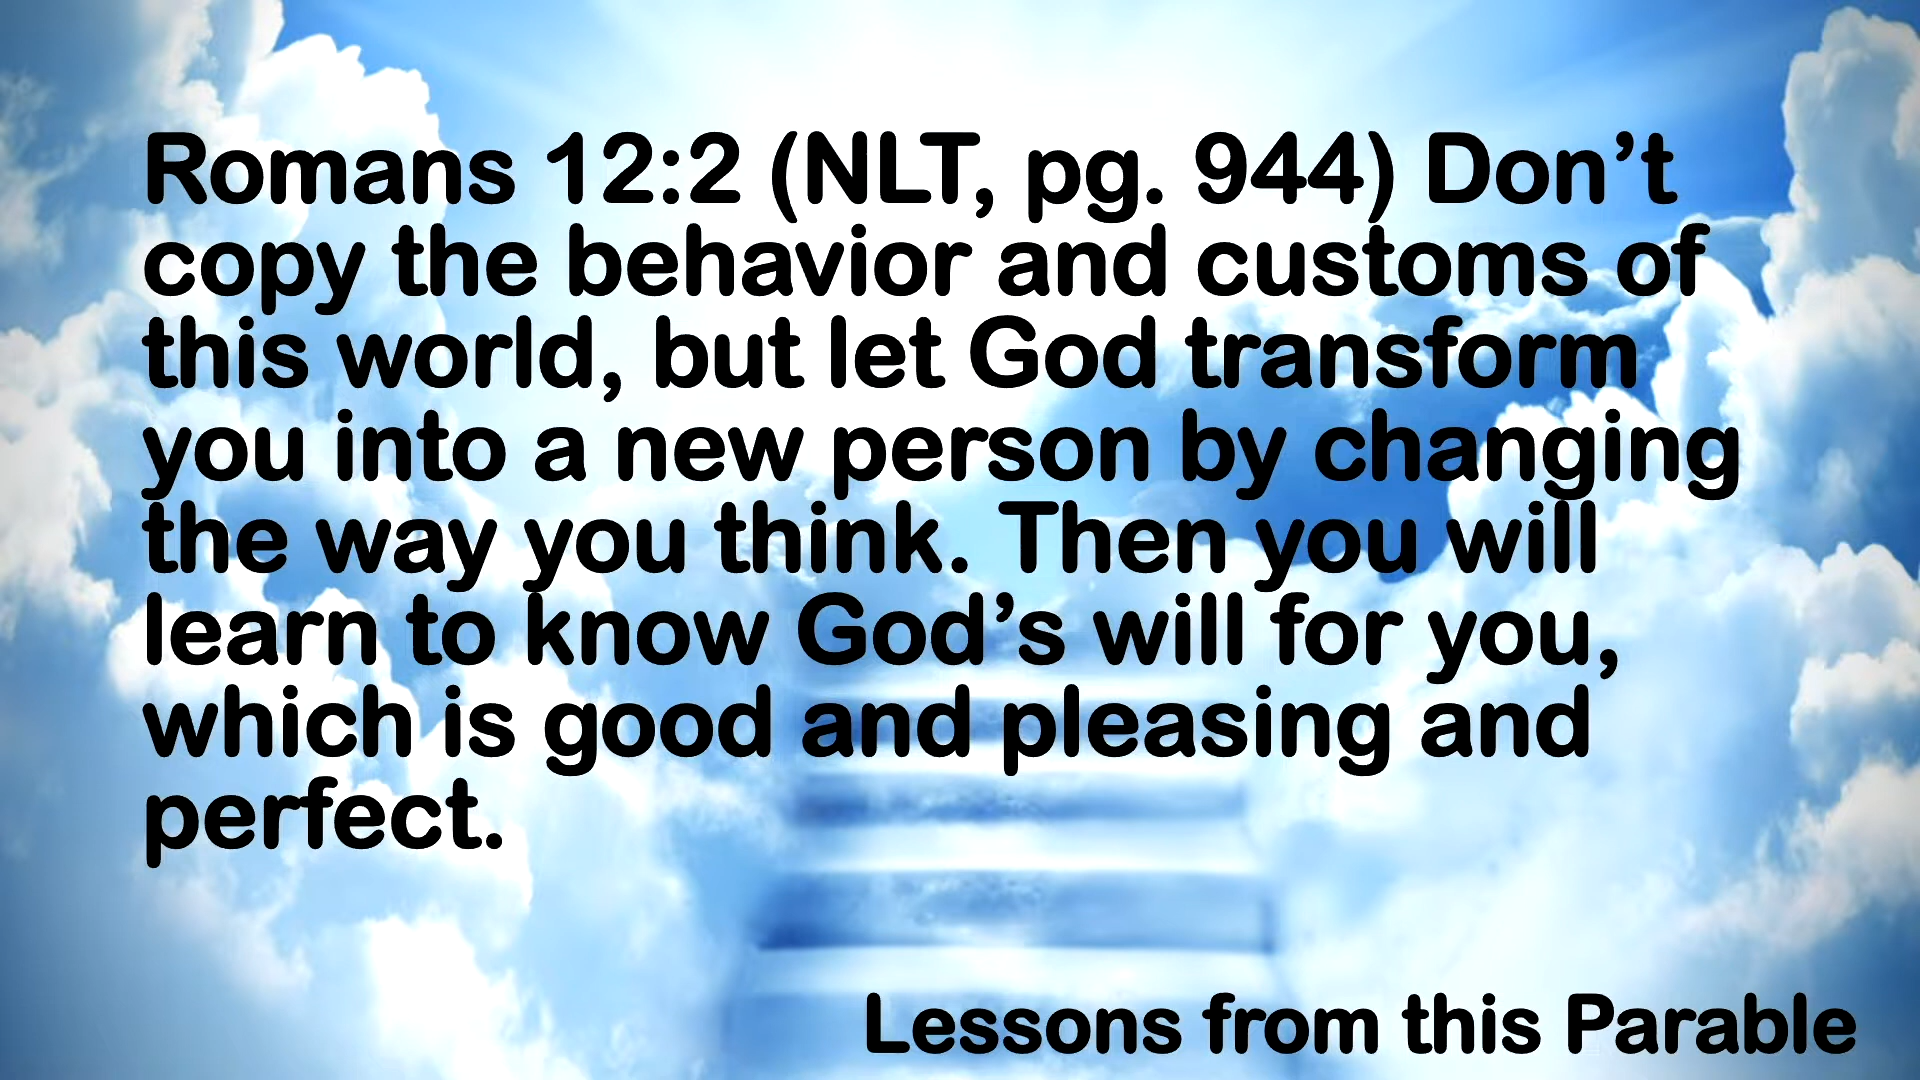 Romans 12:2 (NLT, pg. 944) Don’t
copy the behavior and customs of
this world, but let God transform
you into a new person by changing
the way you think. Then you will
learn to know God’s will for you,
which is good and pleasing and
perfect.
Lessons from this Parable